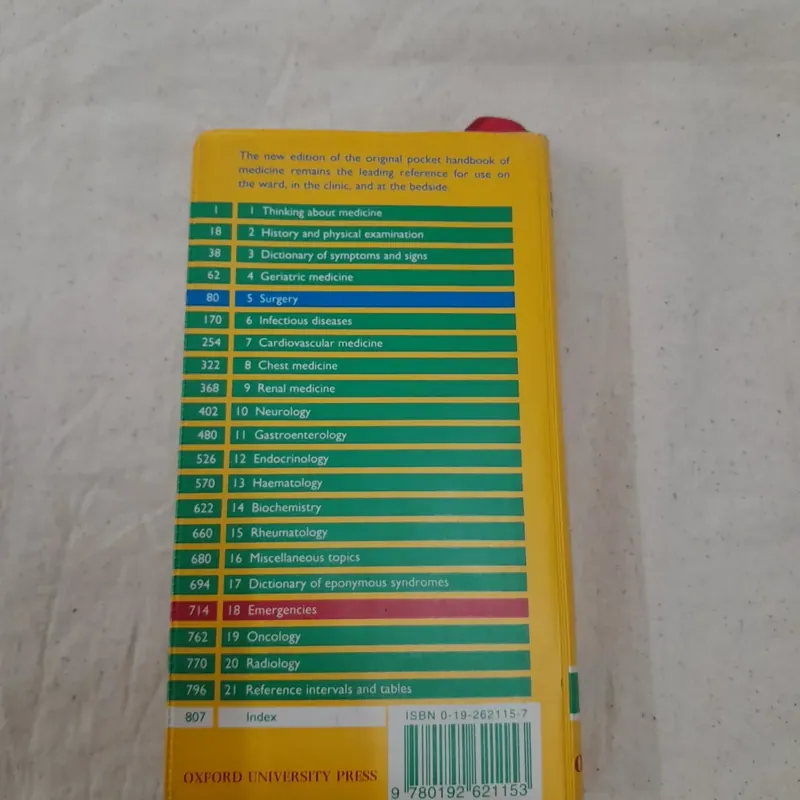 The new edition of the original pocket handbook of
medicine remains the leading reference for use on
the ward, in the clinic, and at the bedside.
1 1 Thinking about medicine
18 2 History and physical examination
38 3 Dictionary of symptoms and signs
62 4 Geriatric medicine
80 5 Surgery
170 6 Infectious diseases
254 7 Cardiovascular medicine
322 8 Chest medicine
368 9 Renal medicine
402 10 Neurology
480 11 Gastroenterology
526 12 Endocrinology
570 13 Haematology
622 14 Biochemistry
660 15 Rheumatology
680 16 Miscellaneous topics
694 17 Dictionary of eponymous syndromes
714 18 Emergencies
762 19 Oncology
770 20 Radiology
796 21 Reference intervals and tables
807 Index
ISBN 0-19-262115-7
OXFORD UNIVERSITY PRESS
9 780192 621153